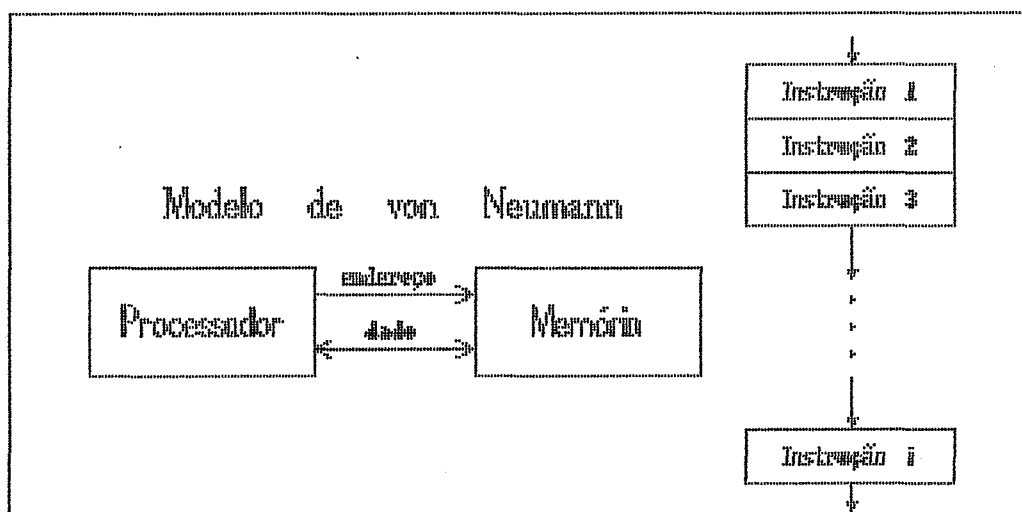 Modelo de von Neumann
Processador
endereço
dado
Memória
Instrução 1
Instrução 2
Instrução 3
Instrução i